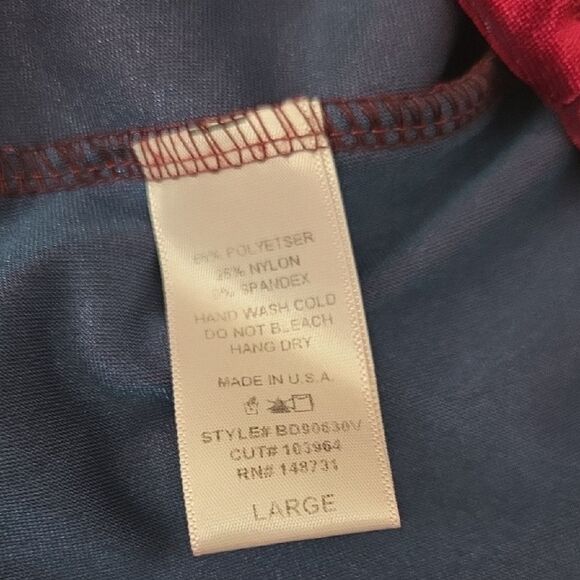 POLYETSER
NYLON
SPANDEX
HAND WASH COLD
DO NOT BLEACH
HANG DRY
MADE IN U.S.A.
STYLE# BD90630V
CUT# 103964
RN# 148731
LARGE